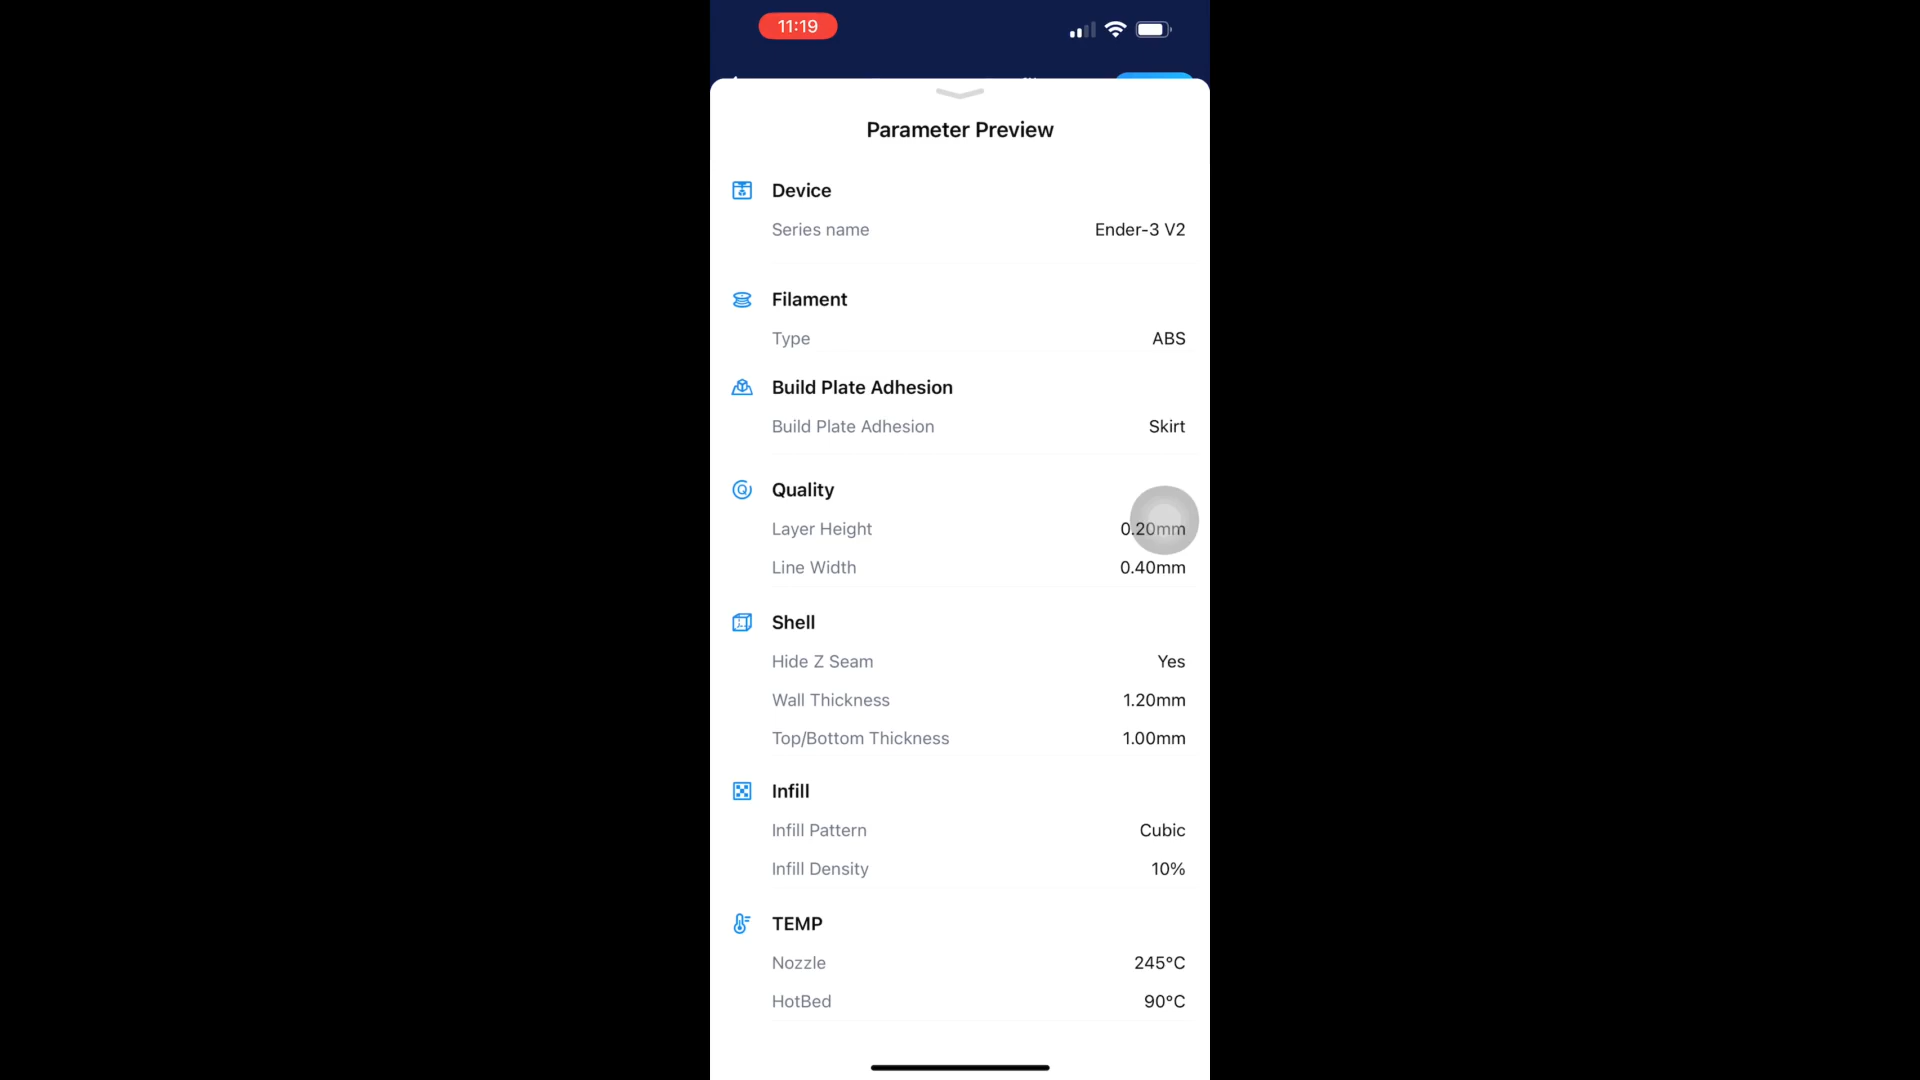 11:19
Parameter Preview
Device
Series name Ender-3 V2
Filament
Type ABS
Build Plate Adhesion
Build Plate Adhesion Skirt
Quality
Layer Height 0.20mm
Line Width 0.40mm
Shell
Hide Z Seam Yes
Wall Thickness 1.20mm
Top/Bottom Thickness 1.00mm
Infill
Infill Pattern Cubic
Infill Density 10%
TEMP
Nozzle 245°C
HotBed 90°C